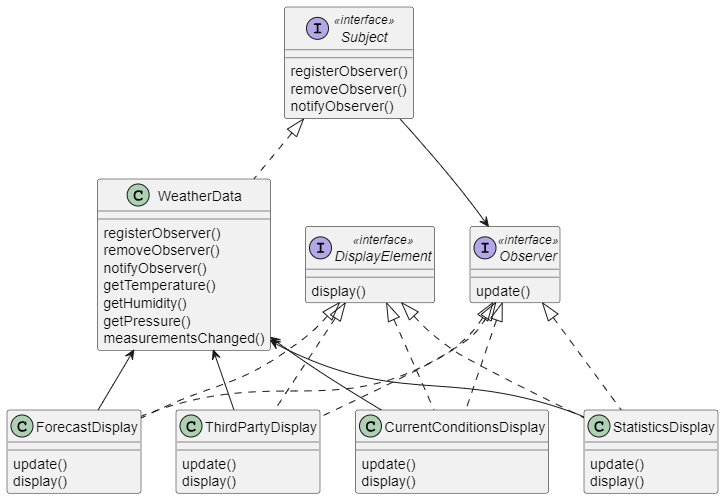 I
«interface»
Subject
registerObserver()
removeObserver()
notifyObserver()
C WeatherData
registerObserver()
removeObserver()
notifyObserver()
getTemperature()
getHumidity()
getPressure()
measurementsChanged()
I
«interface»
DisplayElement
display()
I
«interface»
Observer
update()
C ForecastDisplay
update()
display()
C ThirdPartyDisplay
update()
display()
C CurrentConditionsDisplay
update()
display()
C StatisticsDisplay
update()
display()